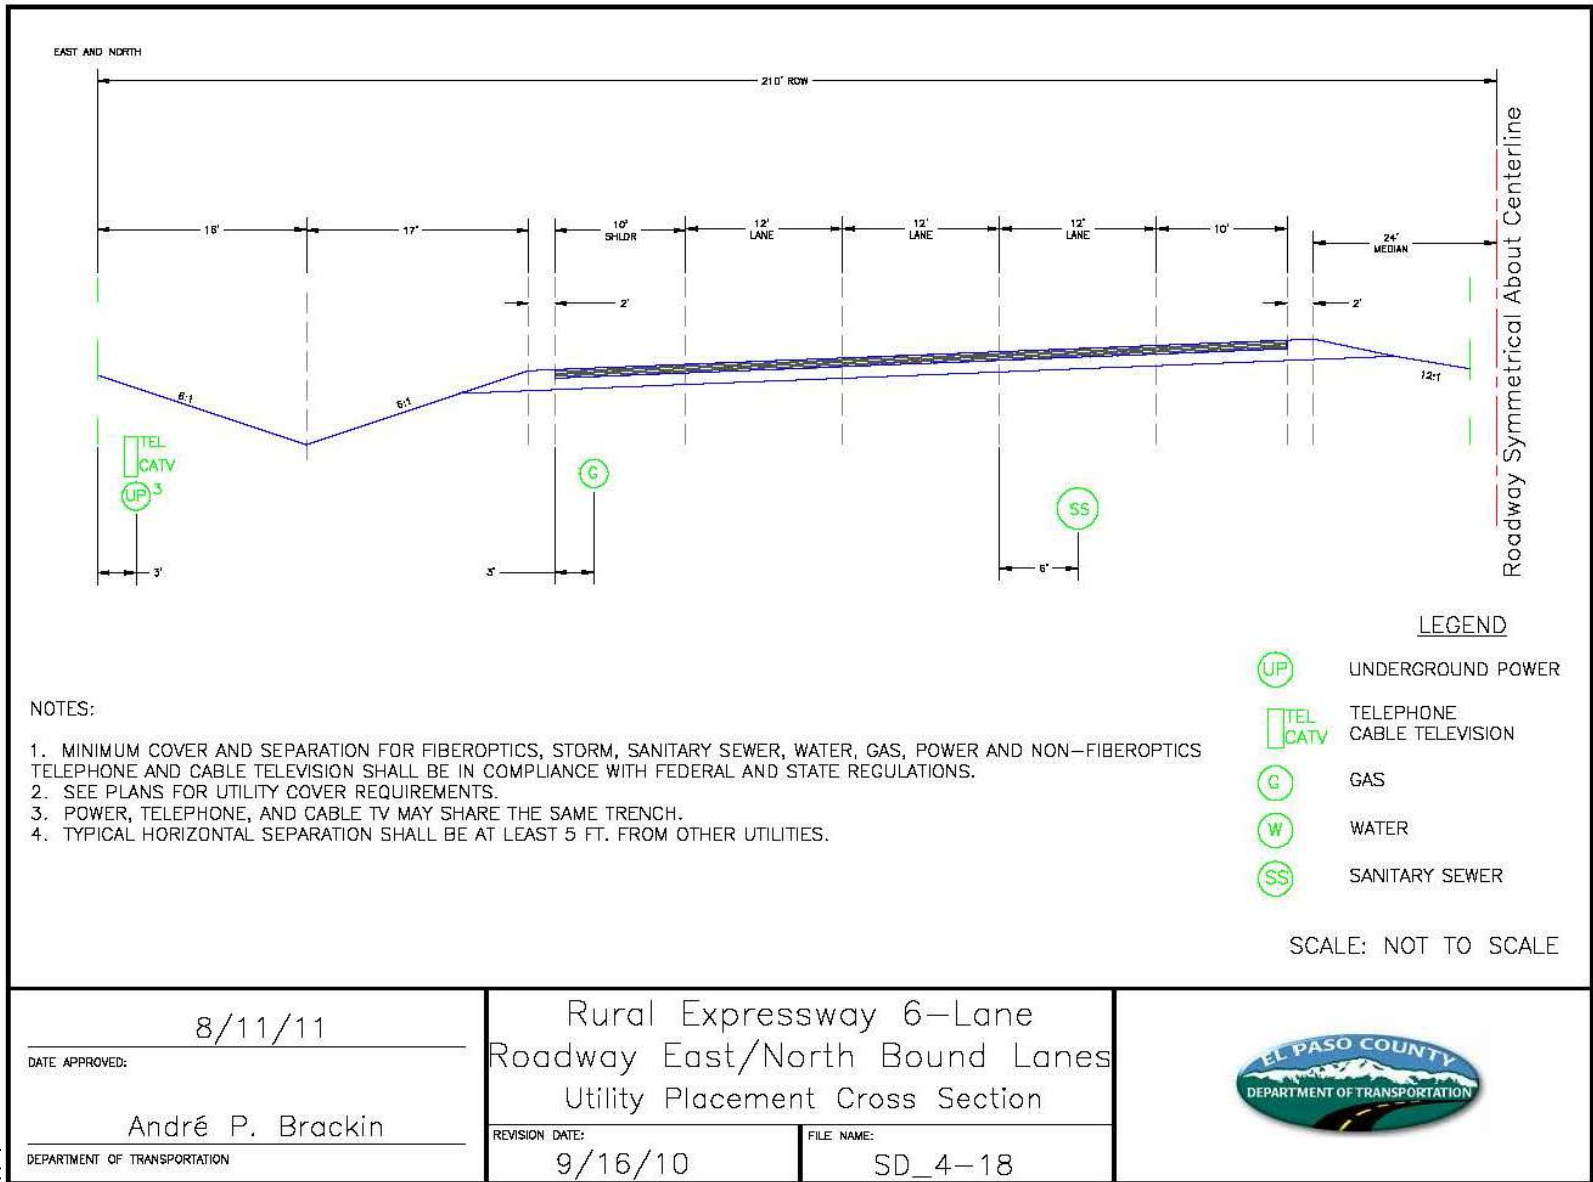 EAST AND NORTH
210' ROW
16'
17'
10'
SHLDR
12'
LANE
12'
LANE
12'
LANE
10'
24'
MEDIAN
2'
2'
6:1
6:1
12:1
TEL
CATV
UP 3
G
SS
3'
3'
6'
Roadway Symmetrical About Centerline
LEGEND
UP UNDERGROUND POWER
TEL TELEPHONE
CATV CABLE TELEVISION
G GAS
W WATER
SS SANITARY SEWER
SCALE: NOT TO SCALE
NOTES:
1. MINIMUM COVER AND SEPARATION FOR FIBEROPTICS, STORM, SANITARY SEWER, WATER, GAS, POWER AND NON-FIBEROPTICS
TELEPHONE AND CABLE TELEVISION SHALL BE IN COMPLIANCE WITH FEDERAL AND STATE REGULATIONS.
2. SEE PLANS FOR UTILITY COVER REQUIREMENTS.
3. POWER, TELEPHONE, AND CABLE TV MAY SHARE THE SAME TRENCH.
4. TYPICAL HORIZONTAL SEPARATION SHALL BE AT LEAST 5 FT. FROM OTHER UTILITIES.
8/11/11
DATE APPROVED:
André P. Brackin
DEPARTMENT OF TRANSPORTATION
Rural Expressway 6-Lane
Roadway East/North Bound Lanes
Utility Placement Cross Section
REVISION DATE:
9/16/10
FILE NAME:
SD_4-18
EL PASO COUNTY
DEPARTMENT OF TRANSPORTATION